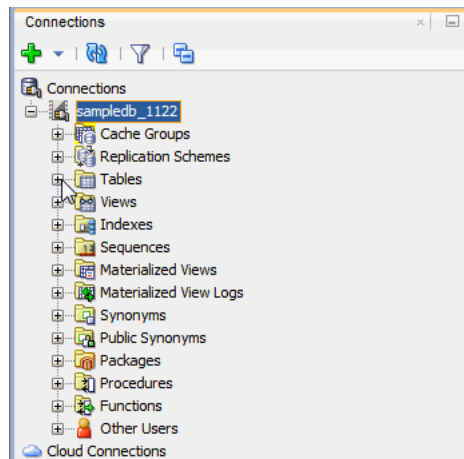 Connections
Connections
sampledb_1122
Cache Groups
Replication Schemes
Tables
Views
Indexes
Sequences
Materialized Views
Materialized View Logs
Synonyms
Public Synonyms
Packages
Procedures
Functions
Other Users
Cloud Connections